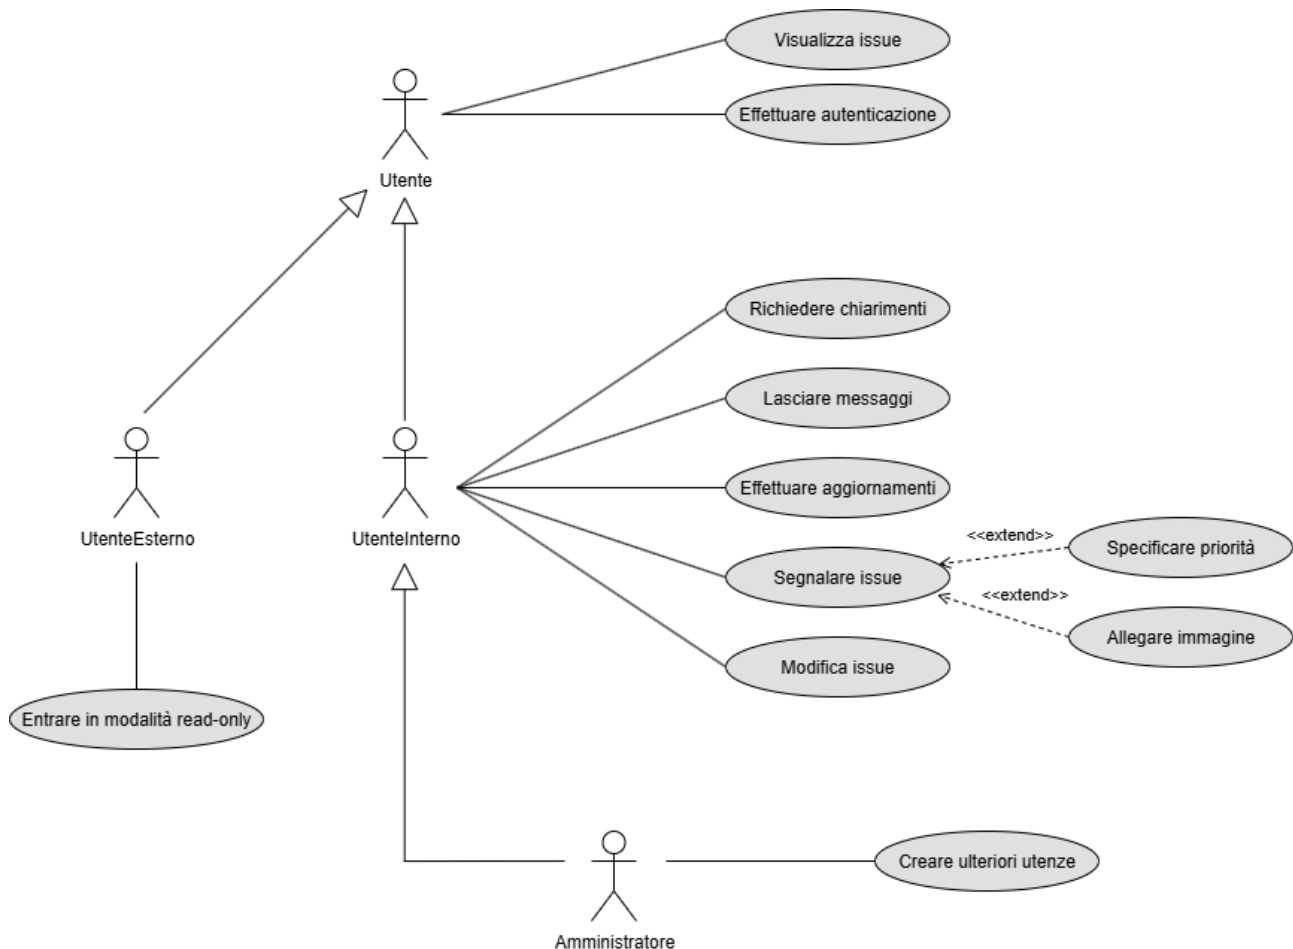 Visualizza issue
Effettuare autenticazione
Utente
Richiedere chiarimenti
Lasciare messaggi
Effettuare aggiornamenti
UtenteEsterno
UtenteInterno
<<extend>>
Specificare priorità
Segnalare issue
<<extend>>
Allegare immagine
Modifica issue
Entrare in modalità read-only
Creare ulteriori utenze
Amministratore